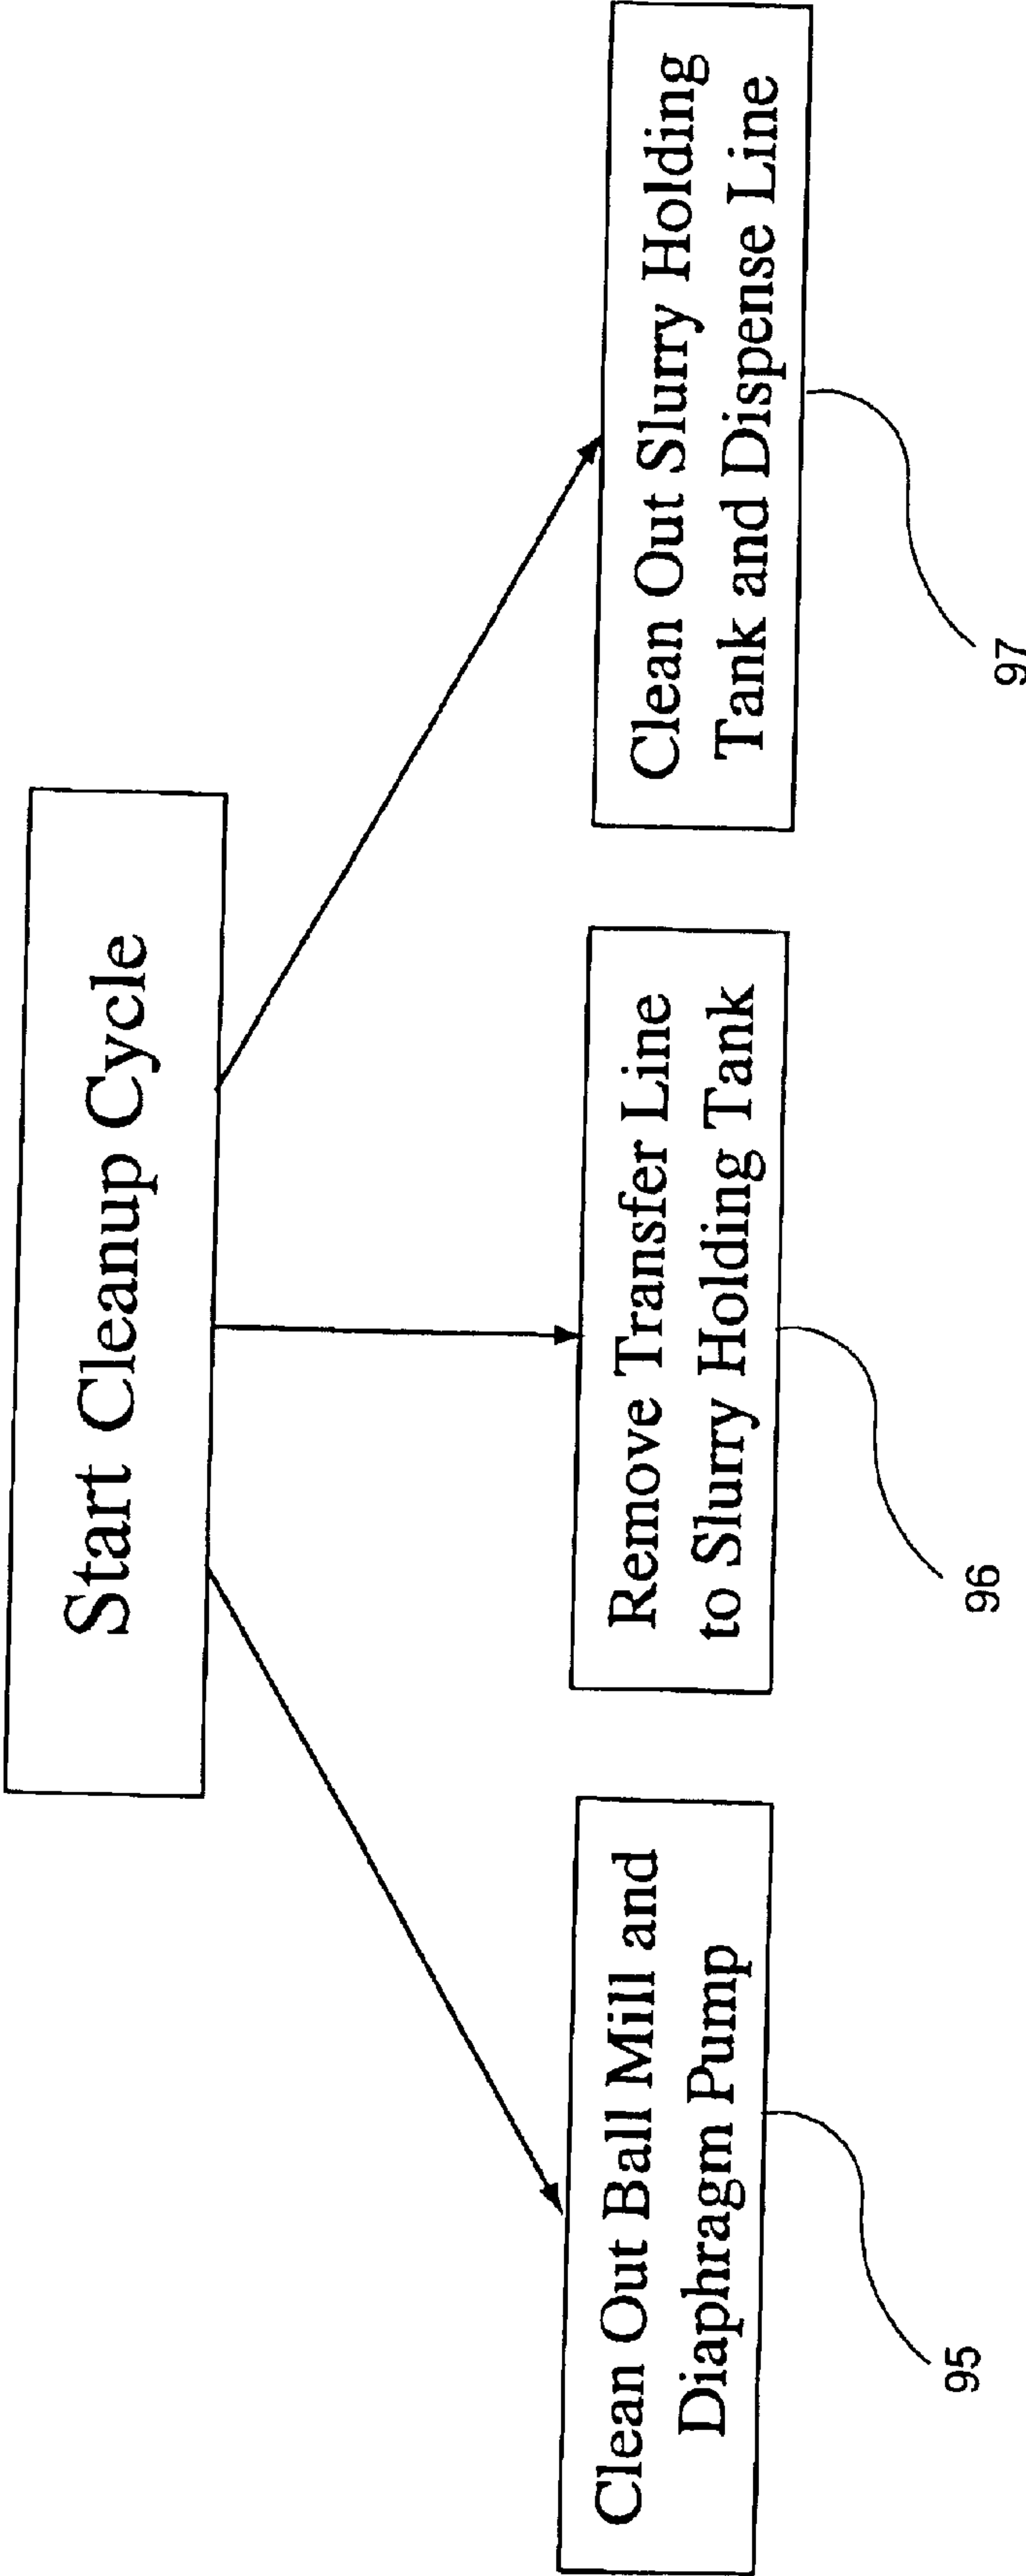 Start Cleanup Cycle
Clean Out Ball Mill and
Diaphragm Pump
95
Remove Transfer Line
to Slurry Holding Tank
96
Clean Out Slurry Holding
Tank and Dispense Line
97